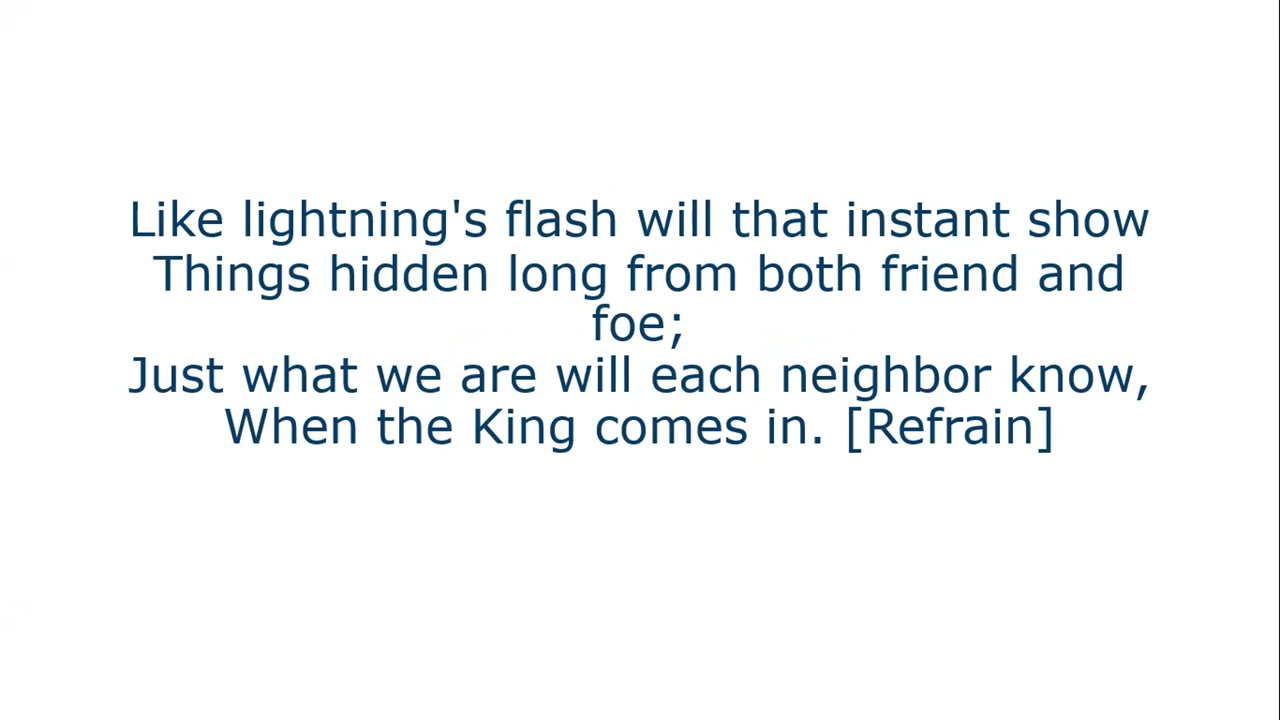 Like lightning's flash will that instant show
Things hidden long from both friend and
foe;
Just what we are will each neighbor know,
When the King comes in. [Refrain]